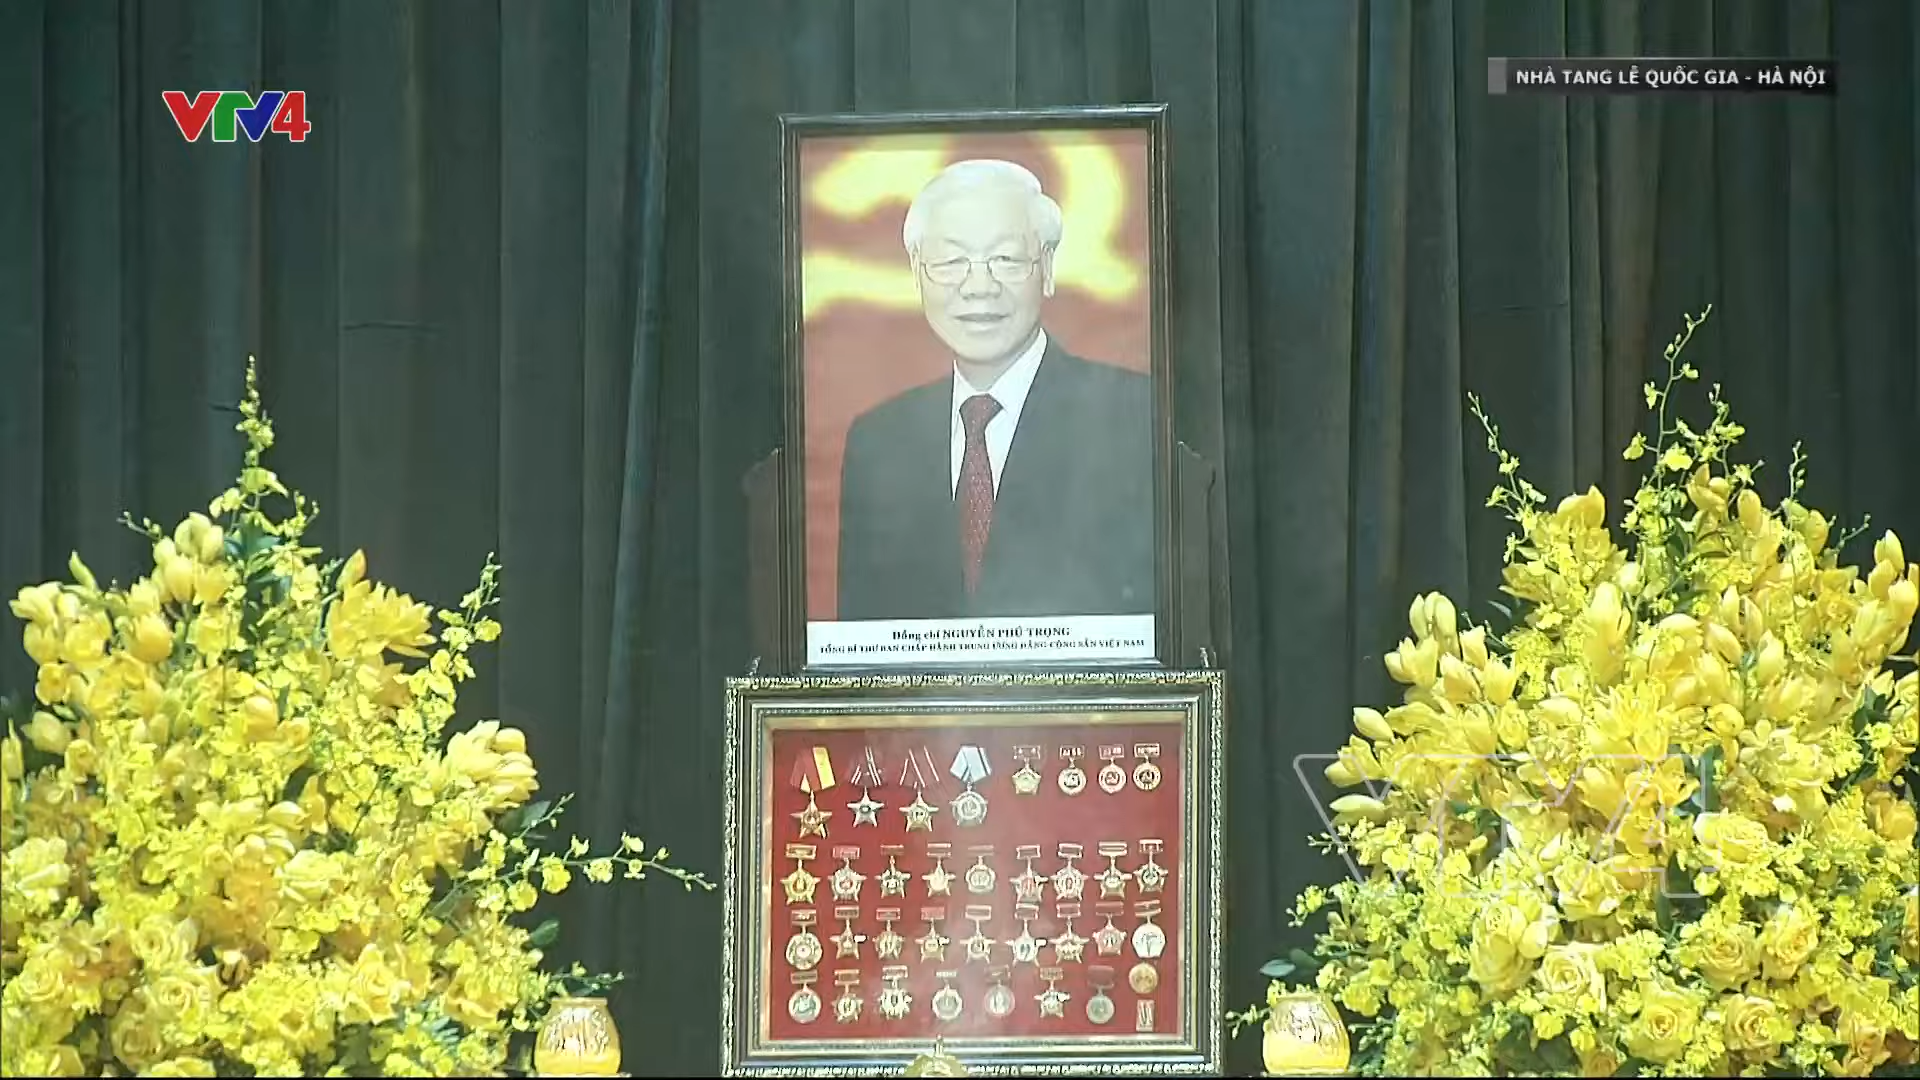 VTV4
NHÀ TANG LỄ QUỐC GIA - HÀ NỘI
Đồng chí NGUYỄN PHÚ TRỌNG
TỔNG BÍ THƯ BAN CHẤP HÀNH TRUNG ƯƠNG ĐẢNG CỘNG SẢN VIỆT NAM
VTV4